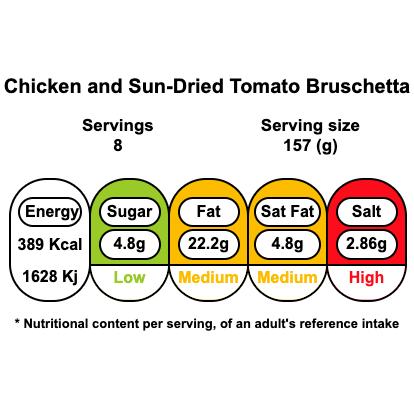 Chicken and Sun-Dried Tomato Bruschetta
Servings
8
Serving size
157 (g)
Energy
389 Kcal
1628 Kj
Sugar
4.8g
Low
Fat
22.2g
Medium
Sat Fat
4.8g
Medium
Salt
2.86g
High
* Nutritional content per serving, of an adult's reference intake